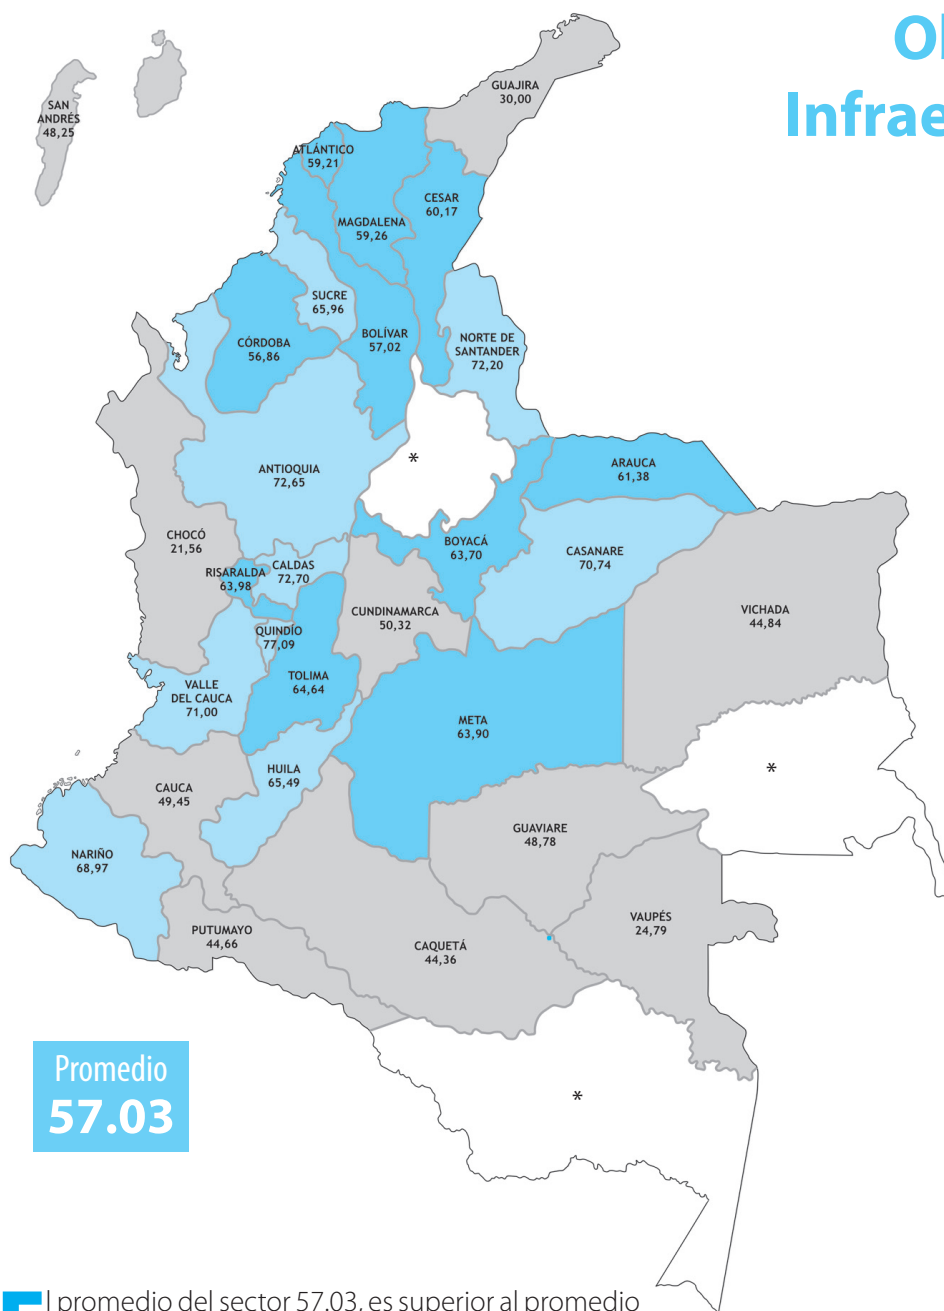 Infrae
GUAJIRA
30,00
SAN
ANDRÉS
48,25
ATLÁNTICO
59,21
CESAR
60,17
MAGDALENA
59,26
SUCRE
65,96
BOLÍVAR
57,02
CÓRDOBA
56,86
NORTE DE
SANTANDER
72,20
*
ANTIOQUIA
72,65
ARAUCA
61,38
CHOCÓ
21,56
BOYACÁ
63,70
CASANARE
70,74
RISARALDA
63,98
CALDAS
72,70
CUNDINAMARCA
50,32
VICHADA
44,84
QUINDÍO
77,09
TOLIMA
64,64
VALLE
DEL CAUCA
71,00
META
63,90
*
HUILA
65,49
CAUCA
49,45
GUAVIARE
48,78
NARIÑO
68,97
VAUPÉS
24,79
PUTUMAYO
44,66
CAQUETÁ
44,36
*
Promedio
57.03
l promedio del sector 57.03, es superior al promedio